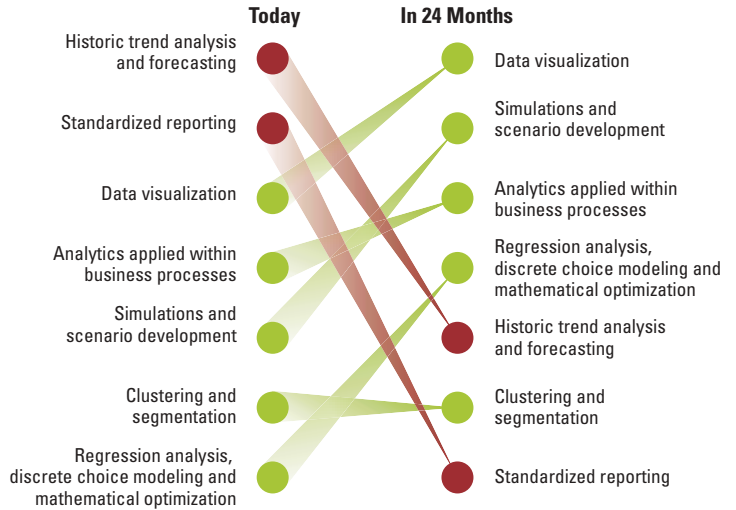 Today
In 24 Months
Historic trend analysis
and forecasting
Standardized reporting
Data visualization
Analytics applied within
business processes
Simulations and
scenario development
Clustering and
segmentation
Regression analysis,
discrete choice modeling and
mathematical optimization
Data visualization
Simulations and
scenario development
Analytics applied within
business processes
Regression analysis,
discrete choice modeling and
mathematical optimization
Historic trend analysis
and forecasting
Clustering and
segmentation
Standardized reporting